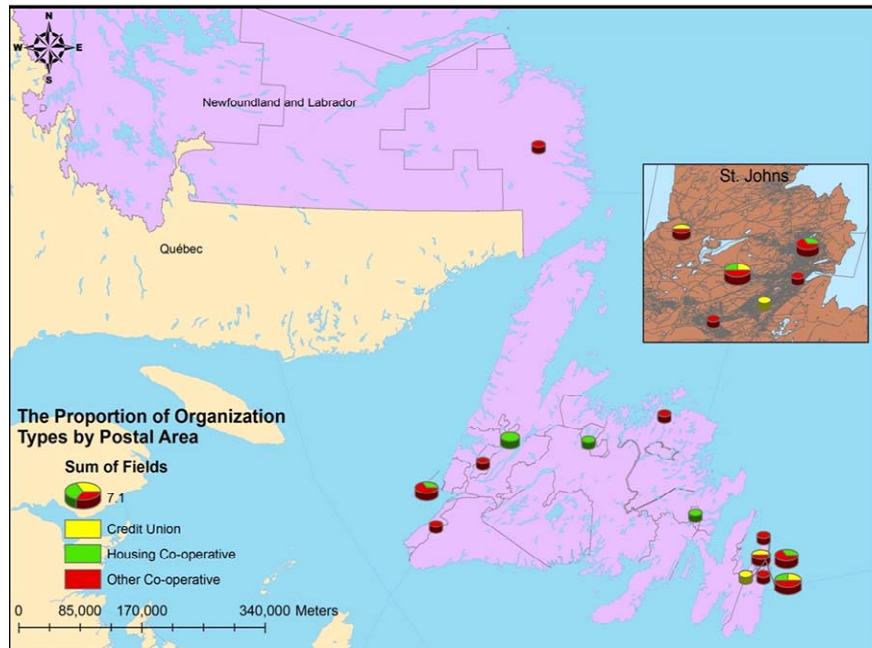 N
W E
S
Newfoundland and Labrador
St. Johns
Québec
The Proportion of Organization
Types by Postal Area
Sum of Fields
7.1
Credit Union
Housing Co-operative
Other Co-operative
0 85,000 170,000 340,000 Meters